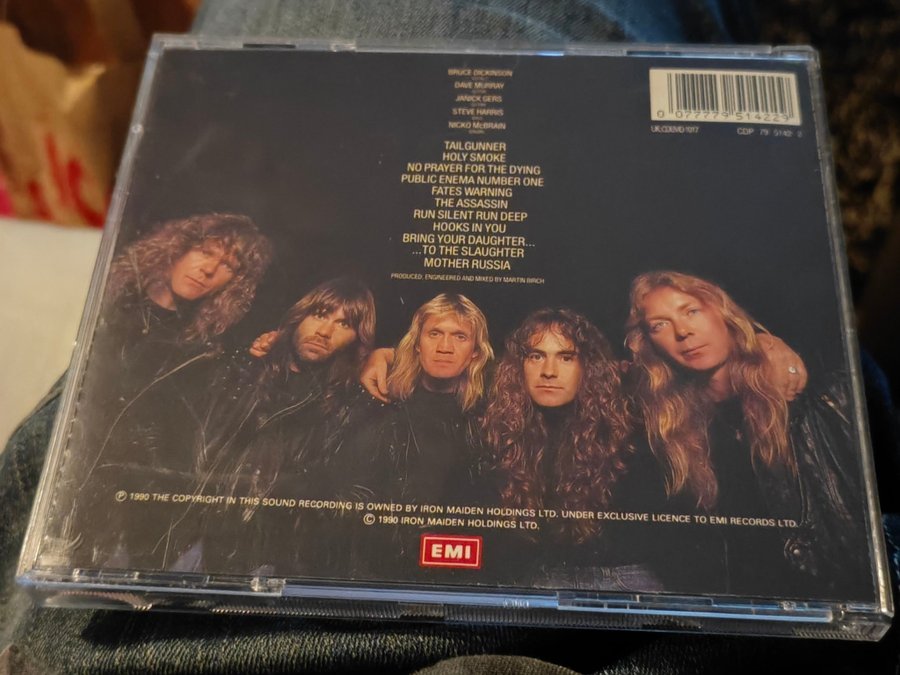 BRUCE DICKINSON
DAVE MURRAY
JANICK GERS
STEVE HARRIS
NICKO McBRAIN
TAILGUNNER
HOLY SMOKE
NO PRAYER FOR THE DYING
PUBLIC ENEMA NUMBER ONE
FATES WARNING
THE ASSASSIN
RUN SILENT RUN DEEP
HOOKS IN YOU
BRING YOUR DAUGHTER...
...TO THE SLAUGHTER
MOTHER RUSSIA
PRODUCED, ENGINEERED AND MIXED BY MARTIN BIRCH
0 077779 514229
UK:CDEMD 1017
CDP 79 5142 2
Ⓟ 1990 THE COPYRIGHT IN THIS SOUND RECORDING IS OWNED BY IRON MAIDEN HOLDINGS LTD. UNDER EXCLUSIVE LICENCE TO EMI RECORDS LTD.
© 1990 IRON MAIDEN HOLDINGS LTD.
EMI